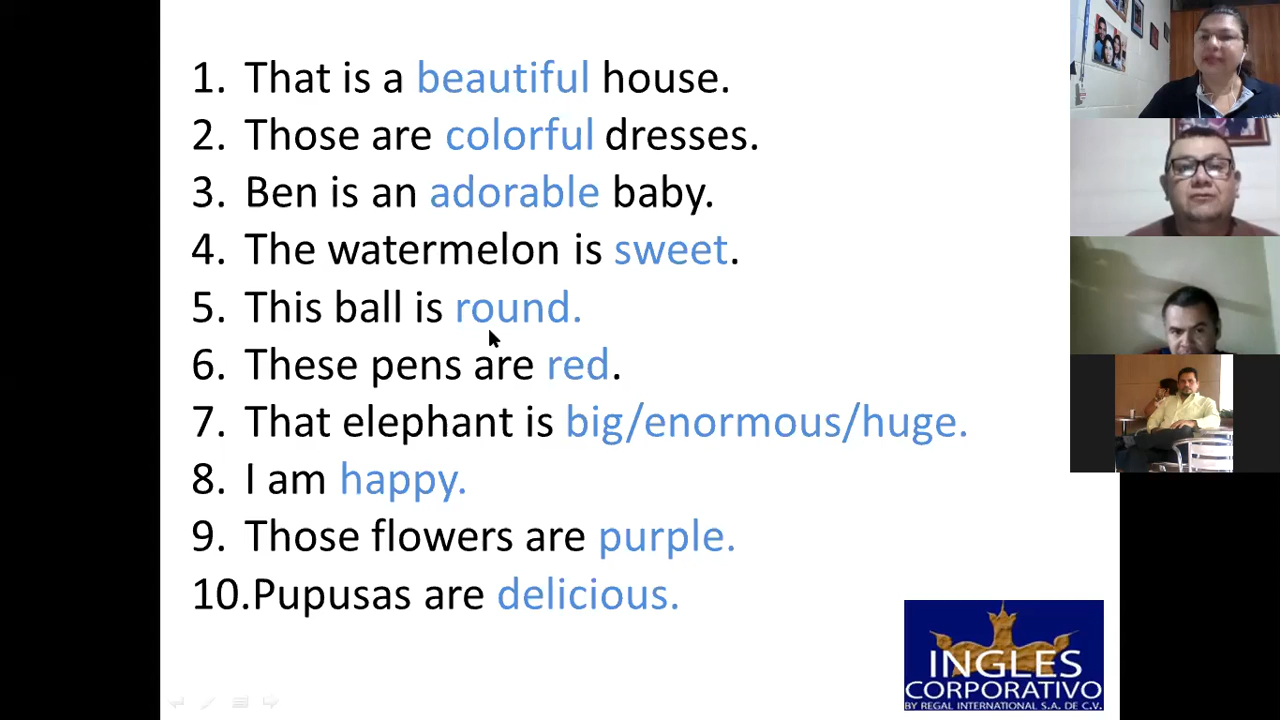 1. That is a beautiful house.
2. Those are colorful dresses.
3. Ben is an adorable baby.
4. The watermelon is sweet.
5. This ball is round.
6. These pens are red.
7. That elephant is big/enormous/huge.
8. I am happy.
9. Those flowers are purple.
10.Pupusas are delicious.
INGLES
CORPORATIVO
BY REGAL INTERNATIONAL S.A. DE C.V.